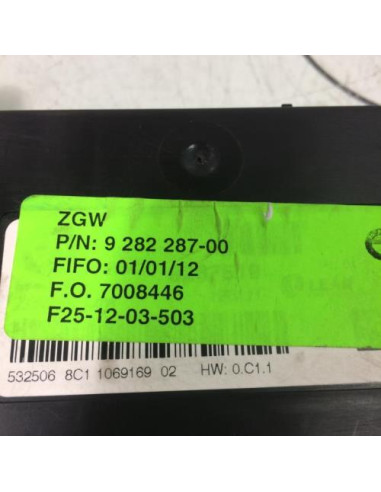 ZGW
P/N: 9 282 287-00
FIFO: 01/01/12
F.O. 7008446
F25-12-03-503
532506 8C1 1069169 02 HW: 0.C1.1